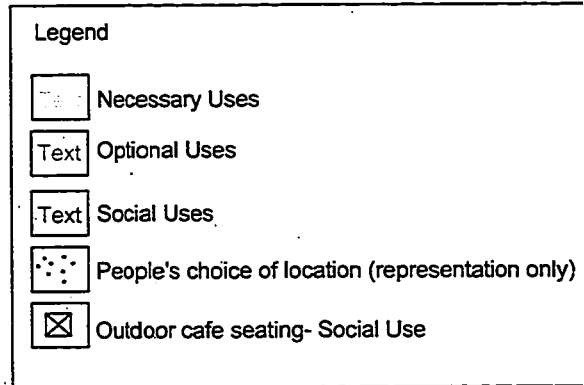 Legend
Necessary Uses
Text Optional Uses
Text Social Uses
People's choice of location (representation only)
Outdoor cafe seating- Social Use